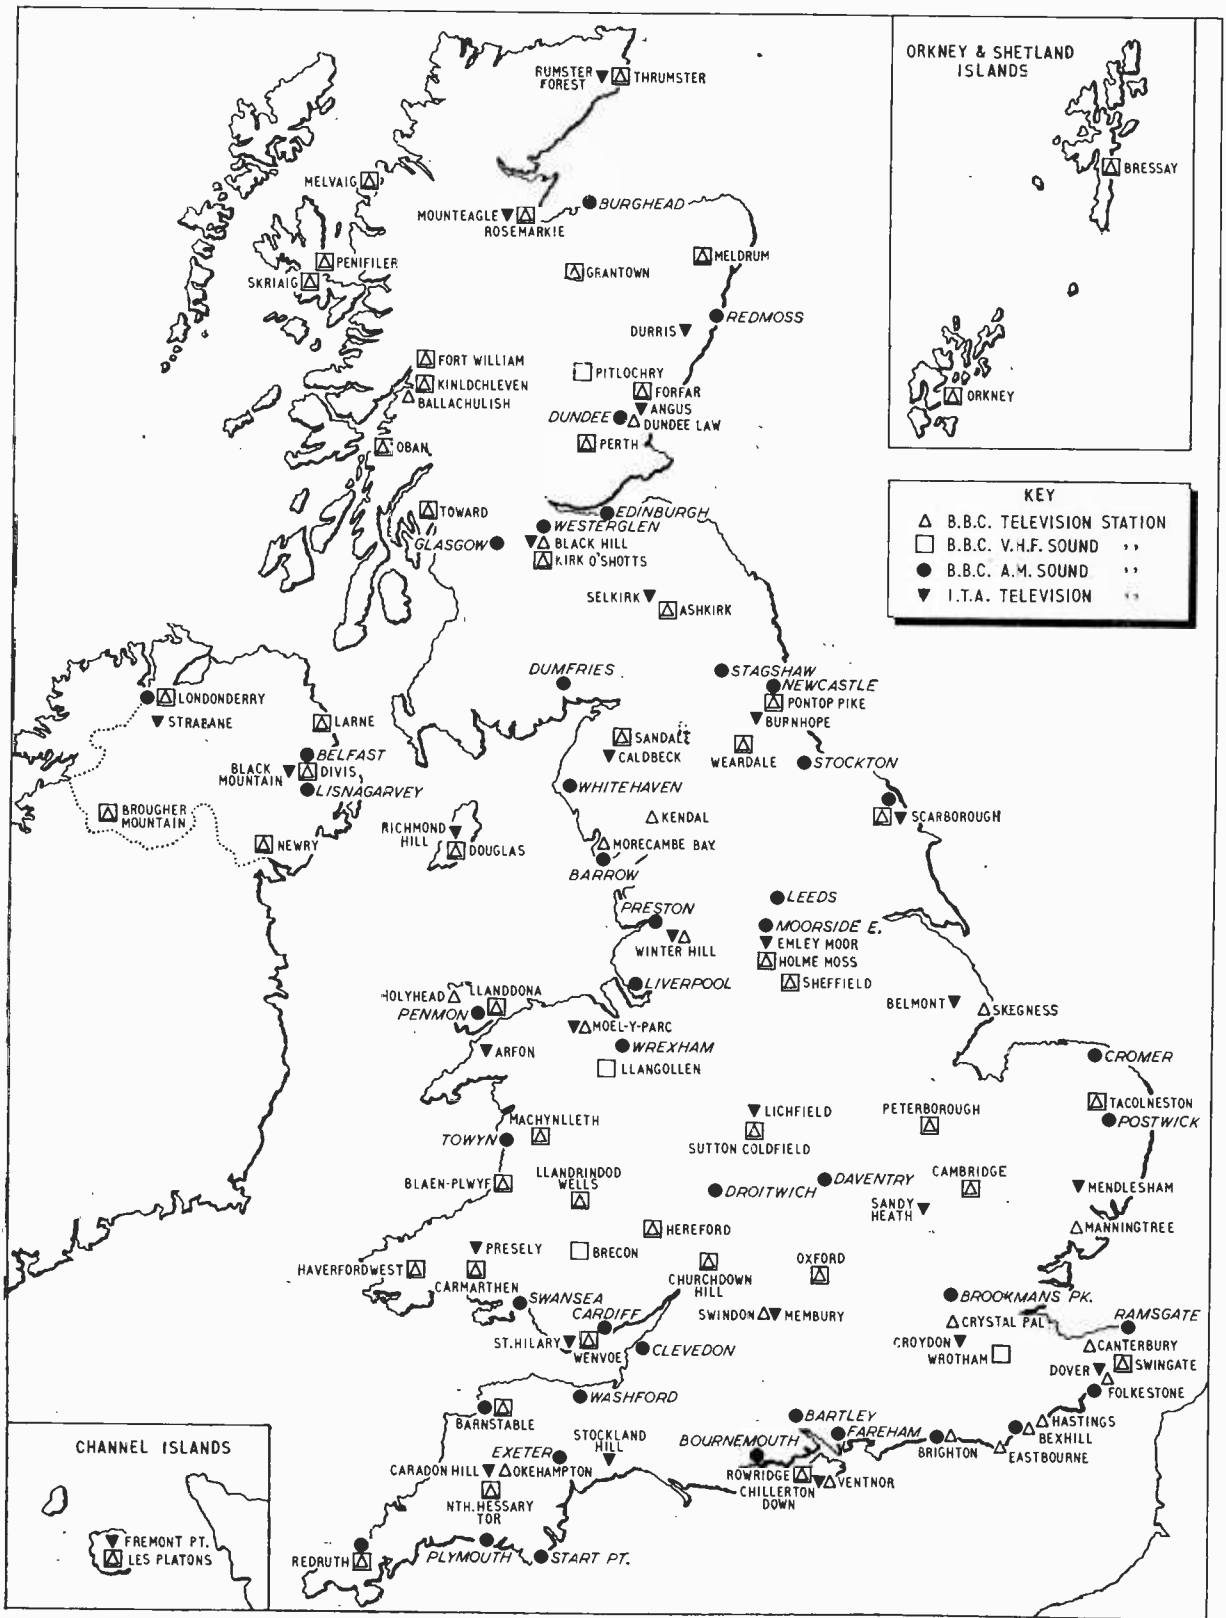 ORKNEY & SHETLAND
ISLANDS
RUMSTER
FOREST
THRUMSTER
BRESSAY
MELVAIG
BURGHEAD
MOUNTEAGLE
ROSEMARKIE
MELDRUM
PENIFILER
GRANTOWN
SKRIAIG
REDMOSS
DURRIS
FORT WILLIAM
PITLOCHRY
KINLOCHLEVEN
FORFAR
ORKNEY
BALLACHULISH
ANGUS
DUNDEE
DUNDEE LAW
OBAN
PERTH
KEY
TOWARD
EDINBURGH
B.B.C. TELEVISION STATION
WESTERGLEN
GLASGOW
BLACK HILL
B.B.C. V.H.F. SOUND ,,
KIRK O'SHOTTS
B.B.C. A.M. SOUND ,,
SELKIRK
I.T.A. TELEVISION ,,
ASHKIRK
DUMFRIES
STAGSHAW
NEWCASTLE
LONDONDERRY
PONTOP PIKE
STRABANE
LARNE
BURNHOPE
SANDALE
BELFAST
CALDBECK
WEARDALE
STOCKTON
BLACK
MOUNTAIN
DIVIS
LISNAGARVEY
WHITEHAVEN
BROUGHER
MOUNTAIN
KENDAL
SCARBOROUGH
RICHMOND
HILL
NEWRY
DOUGLAS
MORECAMBE BAY
BARROW
LEEDS
PRESTON
MOORSIDE E.
WINTER HILL
EMLEY MOOR
HOLME MOSS
LIVERPOOL
SHEFFIELD
HOLYHEAD
LLANDDONA
BELMONT
SKEGNESS
PENMON
MOEL-Y-PARC
ARFON
WREXHAM
CROMER
LLANGOLLEN
TACOLNESTON
MACHYNLLETH
LICHFIELD
PETERBOROUGH
POSTWICK
TOWYN
SUTTON COLDFIELD
BLAEN-PLWYF
LLANDRINDOD
WELLS
DROITWICH
DAVENTRY
CAMBRIDGE
MENDLESHAM
SANDY
HEATH
HEREFORD
MANNINGTREE
PRESELY
BRECON
OXFORD
HAVERFORDWEST
CARMARTHEN
CHURCHDOWN
HILL
SWANSEA
BROOKMANS PK.
CARDIFF
SWINDON
MEMBURY
CRYSTAL PAL
RAMSGATE
ST.HILARY
WENVOE
CLEVEDON
CROYDON
WROTHAM
CANTERBURY
SWINGATE
DOVER
WASHFORD
FOLKESTONE
BARNSTABLE
BARTLEY
HASTINGS
CHANNEL ISLANDS
STOCKLAND
HILL
BOURNEMOUTH
FAREHAM
BRIGHTON
BEXHILL
EXETER
EASTBOURNE
CARADON HILL
OKEHAMPTON
ROWRIDGE
CHILLERTON
DOWN
VENTNOR
NTH.HESSARY
TOR
FREMONT PT.
LES PLATONS
REDRUTH
PLYMOUTH
START PT.